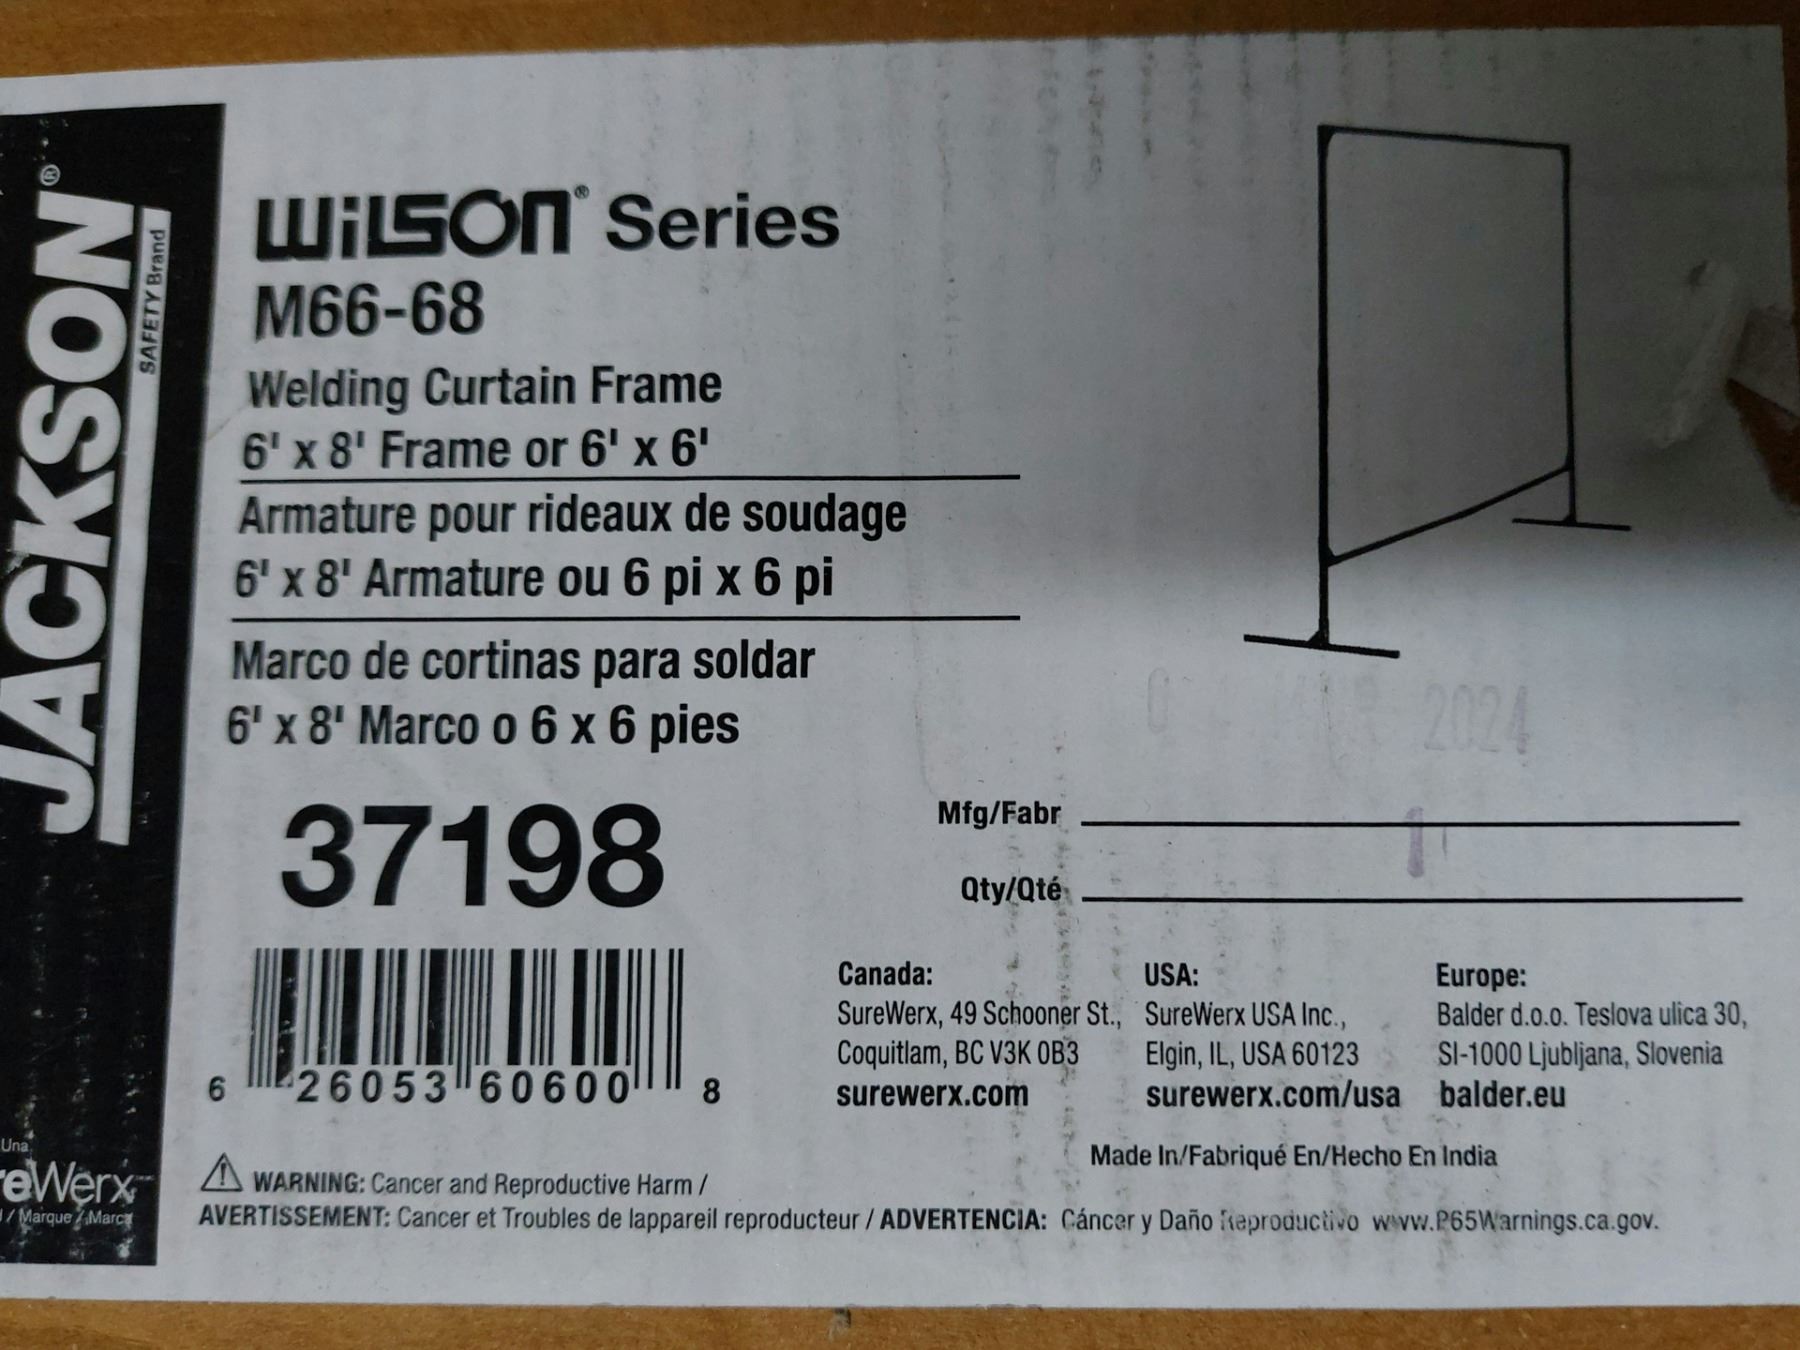 JACKSON®
SAFETY Brand
WiLSON® Series
M66-68
Welding Curtain Frame
6' x 8' Frame or 6' x 6'
Armature pour rideaux de soudage
6' x 8' Armature ou 6 pi x 6 pi
Marco de cortinas para soldar
6' x 8' Marco o 6 x 6 pies
37198
6 26053 60600 8
2024
Mfg/Fabr
Qty/Qté
1
Canada:
SureWerx, 49 Schooner St.,
Coquitlam, BC V3K 0B3
surewerx.com
USA:
SureWerx USA Inc.,
Elgin, IL, USA 60123
surewerx.com/usa
Europe:
Balder d.o.o. Teslova ulica 30,
SI-1000 Ljubljana, Slovenia
balder.eu
Made In/Fabriqué En/Hecho En India
WARNING: Cancer and Reproductive Harm /
AVERTISSEMENT: Cancer et Troubles de lappareil reproducteur / ADVERTENCIA: Cáncer y Daño Reproductivo www.P65Warnings.ca.gov.
Una
eWerx
/ Marque / Marca